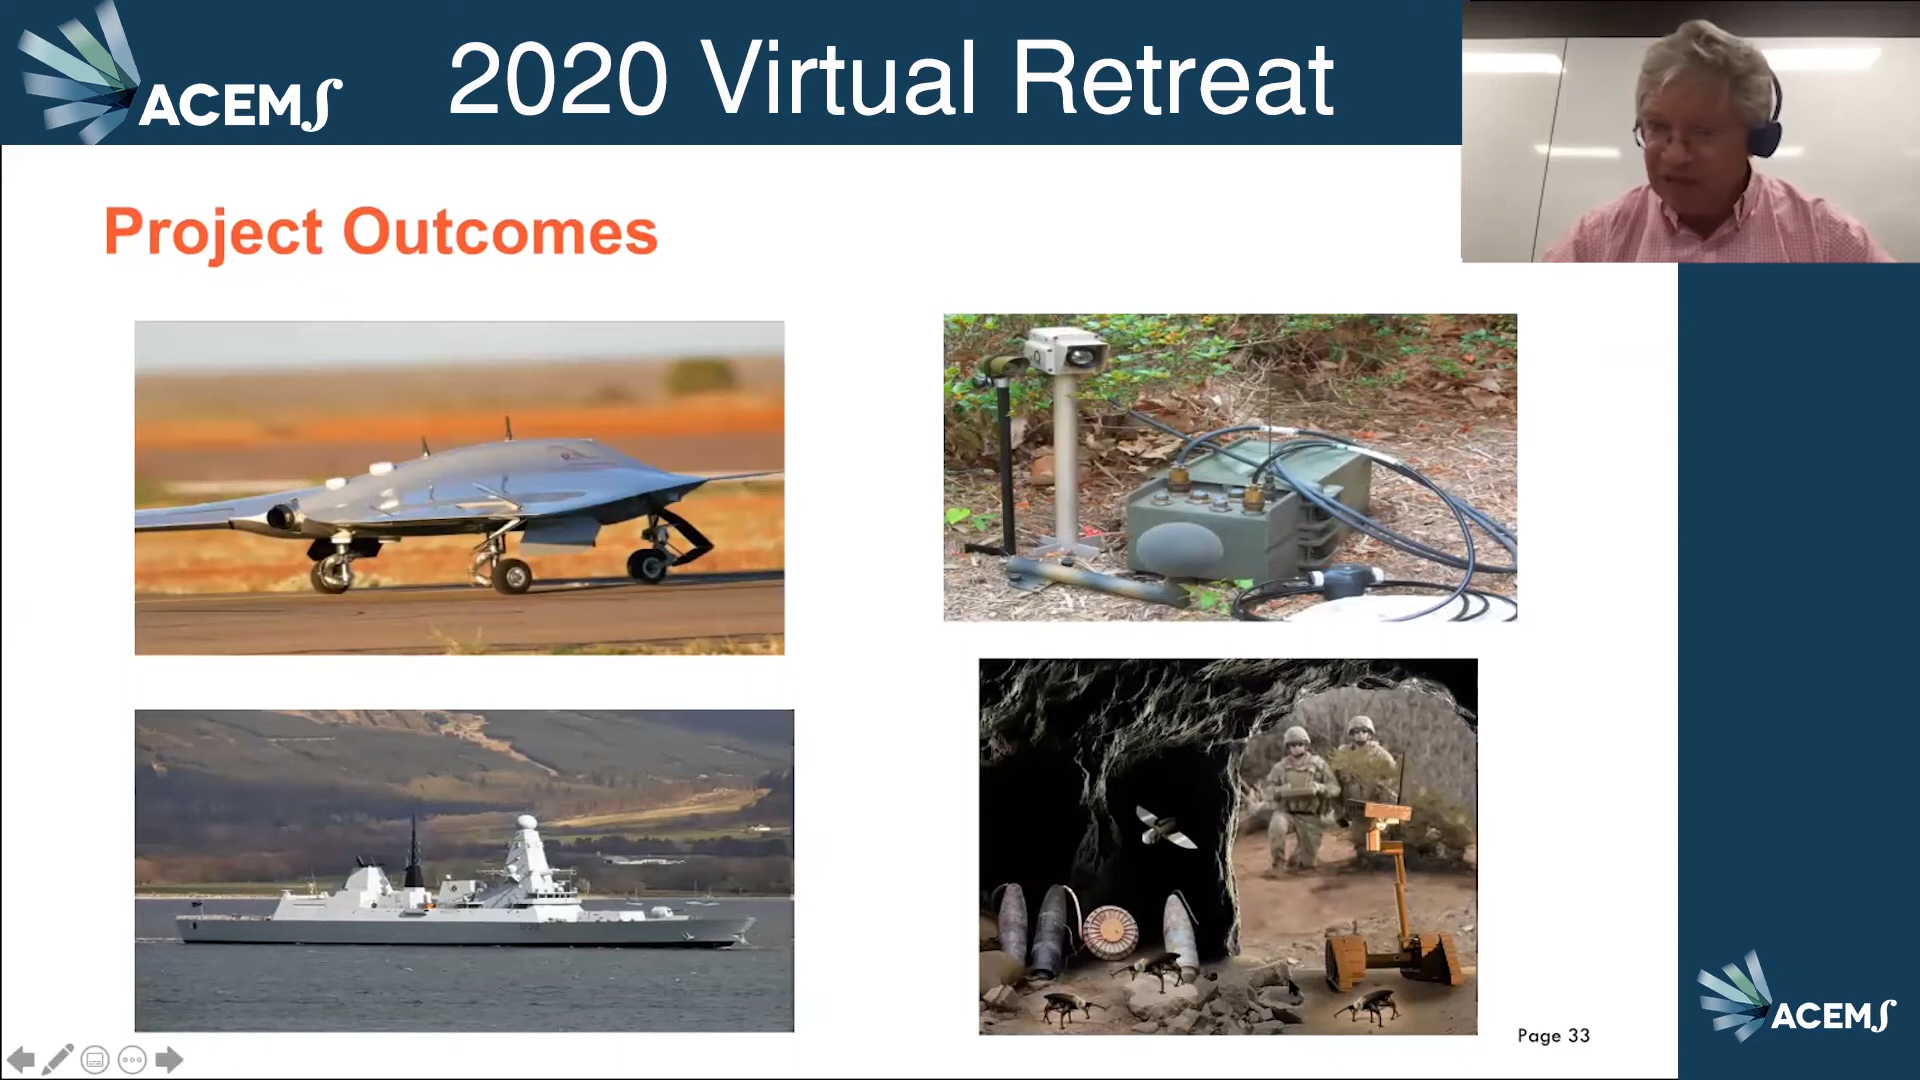 ACEMS
2020 Virtual Retreat
Project Outcomes
Page 33
ACEMS